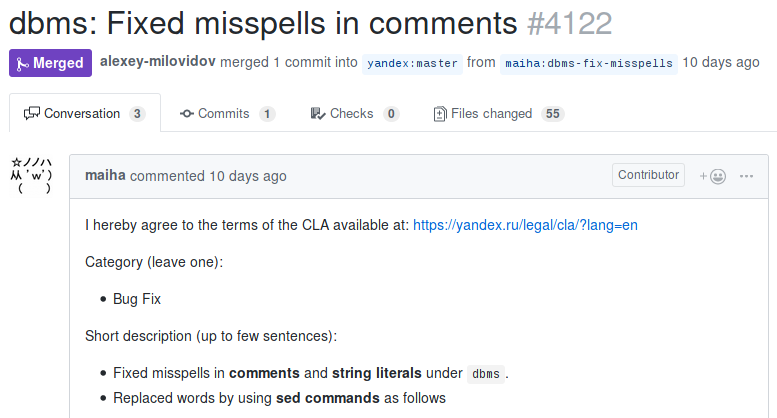 dbms: Fixed misspells in comments #4122
Merged alexey-milovidov merged 1 commit into yandex:master from maiha:dbms-fix-misspells 10 days ago
Conversation 3 Commits 1 Checks 0 Files changed 55
☆ノノハ
从 'w')
( )
maiha commented 10 days ago Contributor + ...
I hereby agree to the terms of the CLA available at: https://yandex.ru/legal/cla/?lang=en
Category (leave one):
• Bug Fix
Short description (up to few sentences):
• Fixed misspells in comments and string literals under dbms .
• Replaced words by using sed commands as follows